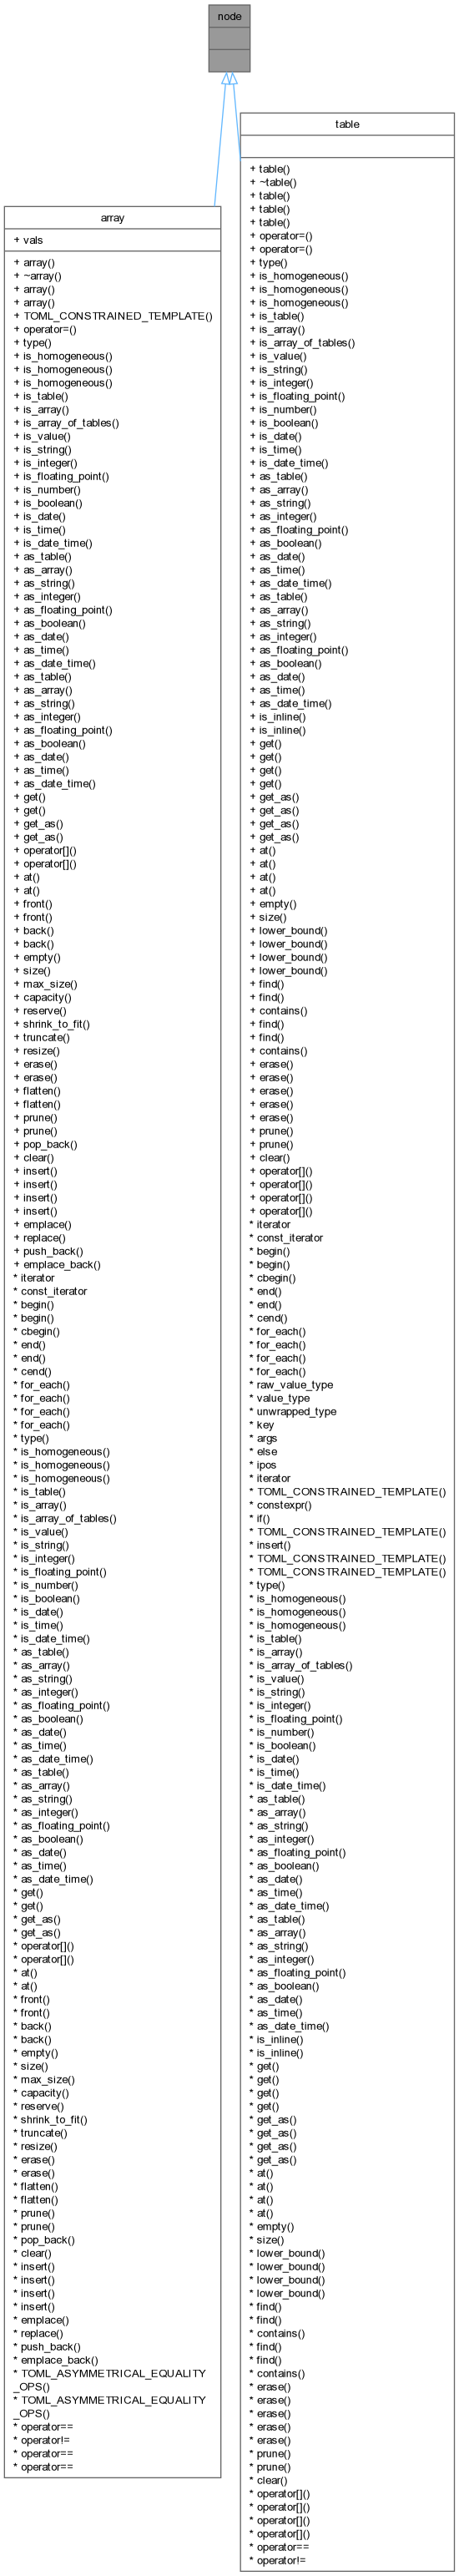 node
array
+ vals
+ array()
+ ~array()
+ array()
+ array()
+ TOML_CONSTRAINED_TEMPLATE()
+ operator=()
+ type()
+ is_homogeneous()
+ is_homogeneous()
+ is_homogeneous()
+ is_table()
+ is_array()
+ is_array_of_tables()
+ is_value()
+ is_string()
+ is_integer()
+ is_floating_point()
+ is_number()
+ is_boolean()
+ is_date()
+ is_time()
+ is_date_time()
+ as_table()
+ as_array()
+ as_string()
+ as_integer()
+ as_floating_point()
+ as_boolean()
+ as_date()
+ as_time()
+ as_date_time()
+ as_table()
+ as_array()
+ as_string()
+ as_integer()
+ as_floating_point()
+ as_boolean()
+ as_date()
+ as_time()
+ as_date_time()
+ get()
+ get()
+ get_as()
+ get_as()
+ operator[]()
+ operator[]()
+ at()
+ at()
+ front()
+ front()
+ back()
+ back()
+ empty()
+ size()
+ max_size()
+ capacity()
+ reserve()
+ shrink_to_fit()
+ truncate()
+ resize()
+ erase()
+ erase()
+ flatten()
+ flatten()
+ prune()
+ prune()
+ pop_back()
+ clear()
+ insert()
+ insert()
+ insert()
+ insert()
+ emplace()
+ replace()
+ push_back()
+ emplace_back()
* iterator
* const_iterator
* begin()
* begin()
* cbegin()
* end()
* end()
* cend()
* for_each()
* for_each()
* for_each()
* for_each()
* type()
* is_homogeneous()
* is_homogeneous()
* is_homogeneous()
* is_table()
* is_array()
* is_array_of_tables()
* is_value()
* is_string()
* is_integer()
* is_floating_point()
* is_number()
* is_boolean()
* is_date()
* is_time()
* is_date_time()
* as_table()
* as_array()
* as_string()
* as_integer()
* as_floating_point()
* as_boolean()
* as_date()
* as_time()
* as_date_time()
* as_table()
* as_array()
* as_string()
* as_integer()
* as_floating_point()
* as_boolean()
* as_date()
* as_time()
* as_date_time()
* get()
* get()
* get_as()
* get_as()
* operator[]()
* operator[]()
* at()
* at()
* front()
* front()
* back()
* back()
* empty()
* size()
* max_size()
* capacity()
* reserve()
* shrink_to_fit()
* truncate()
* resize()
* erase()
* erase()
* flatten()
* flatten()
* prune()
* prune()
* pop_back()
* clear()
* insert()
* insert()
* insert()
* insert()
* emplace()
* replace()
* push_back()
* emplace_back()
* TOML_ASYMMETRICAL_EQUALITY
_OPS()
* TOML_ASYMMETRICAL_EQUALITY
_OPS()
* operator==
* operator!=
* operator==
* operator==
table
+ table()
+ ~table()
+ table()
+ table()
+ table()
+ operator=()
+ operator=()
+ type()
+ is_homogeneous()
+ is_homogeneous()
+ is_homogeneous()
+ is_table()
+ is_array()
+ is_array_of_tables()
+ is_value()
+ is_string()
+ is_integer()
+ is_floating_point()
+ is_number()
+ is_boolean()
+ is_date()
+ is_time()
+ is_date_time()
+ as_table()
+ as_array()
+ as_string()
+ as_integer()
+ as_floating_point()
+ as_boolean()
+ as_date()
+ as_time()
+ as_date_time()
+ as_table()
+ as_array()
+ as_string()
+ as_integer()
+ as_floating_point()
+ as_boolean()
+ as_date()
+ as_time()
+ as_date_time()
+ is_inline()
+ is_inline()
+ get()
+ get()
+ get()
+ get()
+ get_as()
+ get_as()
+ get_as()
+ get_as()
+ at()
+ at()
+ at()
+ at()
+ empty()
+ size()
+ lower_bound()
+ lower_bound()
+ lower_bound()
+ lower_bound()
+ find()
+ find()
+ contains()
+ find()
+ find()
+ contains()
+ erase()
+ erase()
+ erase()
+ erase()
+ erase()
+ prune()
+ prune()
+ clear()
+ operator[]()
+ operator[]()
+ operator[]()
+ operator[]()
* iterator
* const_iterator
* begin()
* begin()
* cbegin()
* end()
* end()
* cend()
* for_each()
* for_each()
* for_each()
* for_each()
* raw_value_type
* value_type
* unwrapped_type
* key
* args
* else
* ipos
* iterator
* TOML_CONSTRAINED_TEMPLATE()
* constexpr()
* if()
* TOML_CONSTRAINED_TEMPLATE()
* insert()
* TOML_CONSTRAINED_TEMPLATE()
* TOML_CONSTRAINED_TEMPLATE()
* type()
* is_homogeneous()
* is_homogeneous()
* is_homogeneous()
* is_table()
* is_array()
* is_array_of_tables()
* is_value()
* is_string()
* is_integer()
* is_floating_point()
* is_number()
* is_boolean()
* is_date()
* is_time()
* is_date_time()
* as_table()
* as_array()
* as_string()
* as_integer()
* as_floating_point()
* as_boolean()
* as_date()
* as_time()
* as_date_time()
* as_table()
* as_array()
* as_string()
* as_integer()
* as_floating_point()
* as_boolean()
* as_date()
* as_time()
* as_date_time()
* is_inline()
* is_inline()
* get()
* get()
* get()
* get()
* get_as()
* get_as()
* get_as()
* get_as()
* at()
* at()
* at()
* at()
* empty()
* size()
* lower_bound()
* lower_bound()
* lower_bound()
* lower_bound()
* find()
* find()
* contains()
* find()
* find()
* contains()
* erase()
* erase()
* erase()
* erase()
* erase()
* prune()
* prune()
* clear()
* operator[]()
* operator[]()
* operator[]()
* operator[]()
* operator==
* operator!=